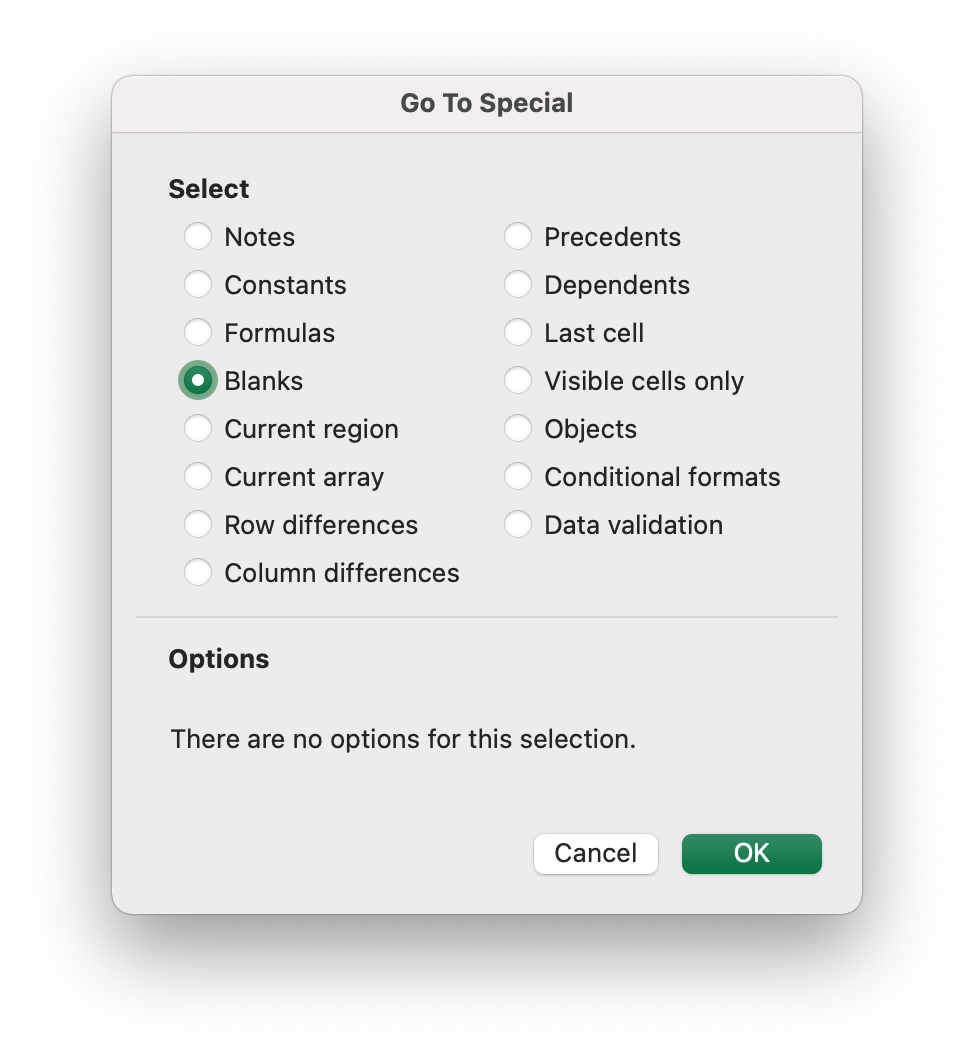 Go To Special
Select
Notes
Constants
Formulas
Blanks
Current region
Current array
Row differences
Column differences
Precedents
Dependents
Last cell
Visible cells only
Objects
Conditional formats
Data validation
Options
There are no options for this selection.
Cancel
OK